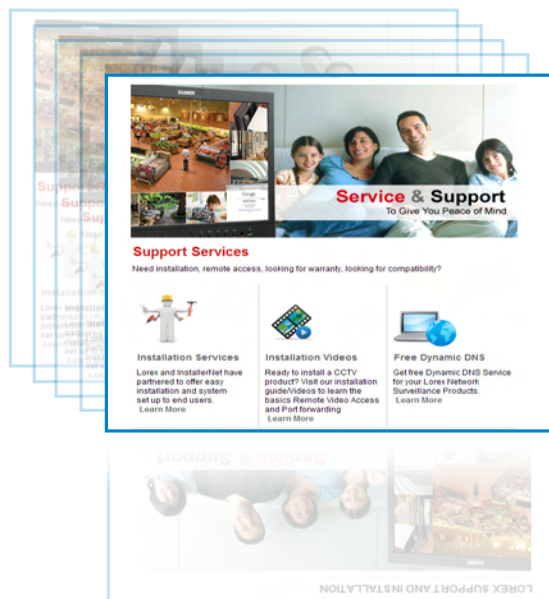 LOREX
Service & Support
To Give You Peace of Mind
Support Services
Need installation, remote access, looking for warranty, looking for compatibility?
Installation Services
Lorex and InstallerNet have
partnered to offer easy
installation and system
set up to end users.
Learn More
Installation Videos
Ready to install a CCTV
product? Visit our installation
guide/Videos to learn the
basics Remote Video Access
and Port forwarding
Learn More
Free Dynamic DNS
Get free Dynamic DNS Service
for your Lorex Network
Surveillance Products.
Learn More
Service & Support
LOREX SUPPORT AND INSTALLATION